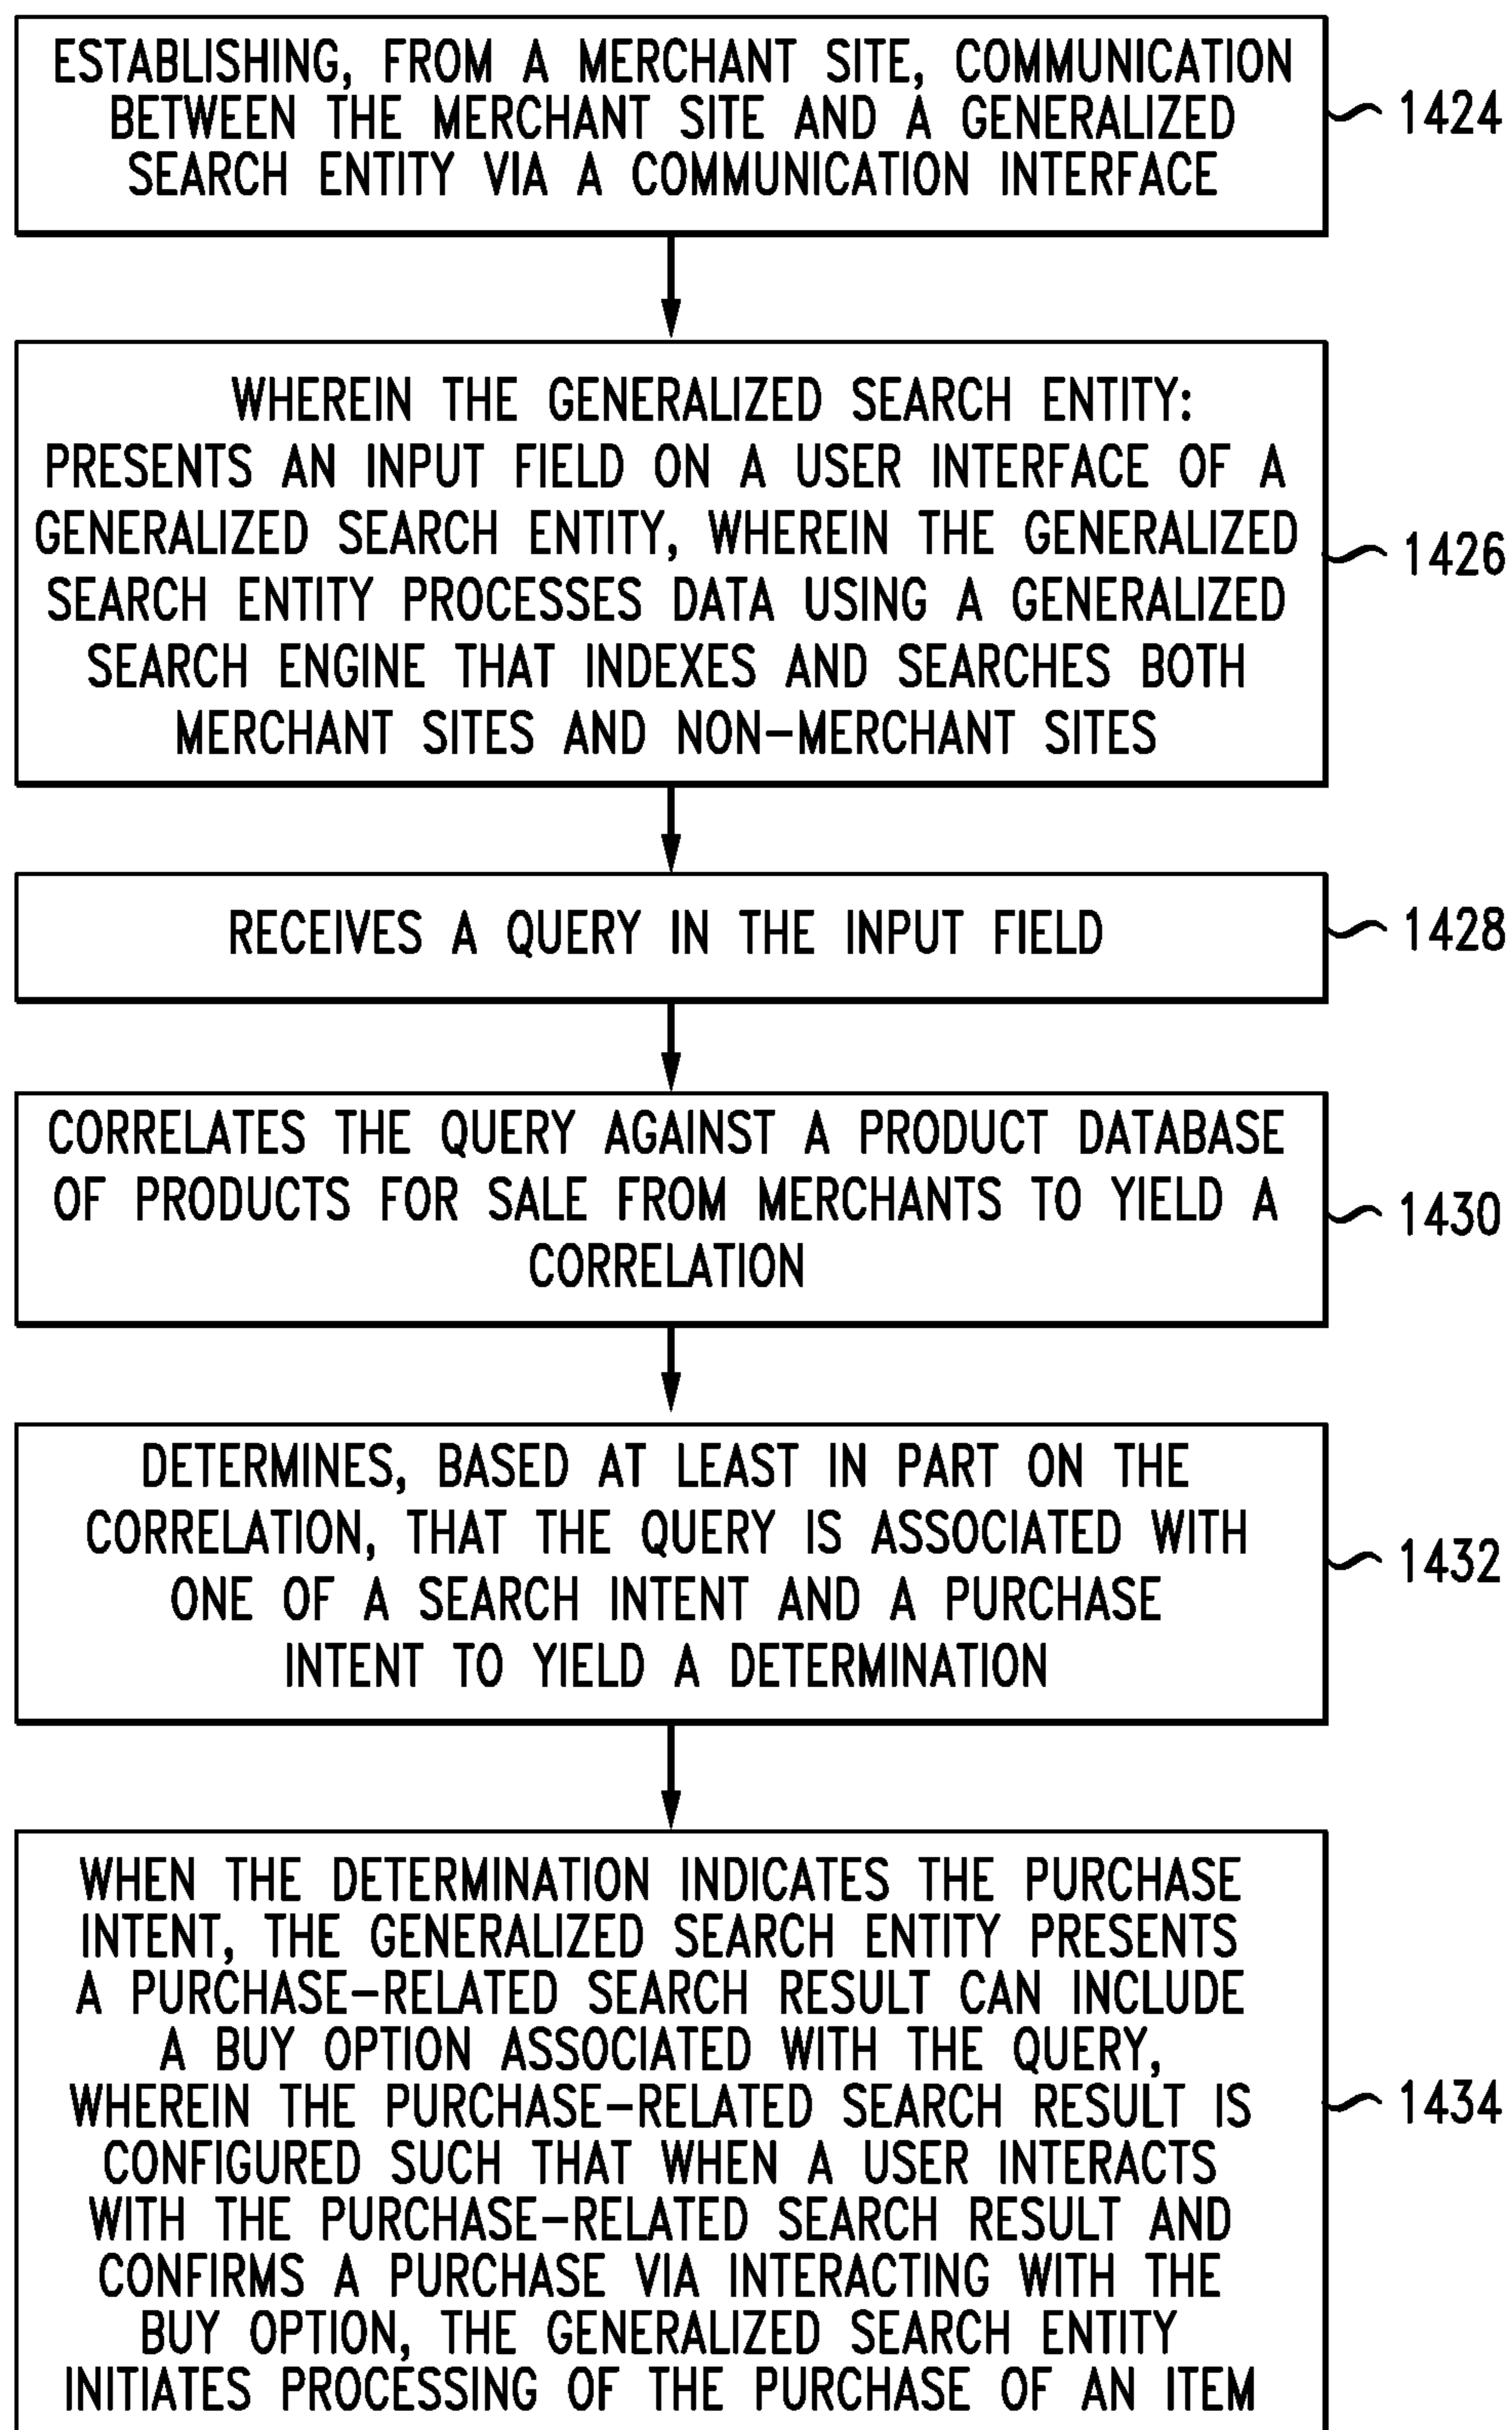 ESTABLISHING, FROM A MERCHANT SITE, COMMUNICATION
BETWEEN THE MERCHANT SITE AND A GENERALIZED
SEARCH ENTITY VIA A COMMUNICATION INTERFACE
1424
WHEREIN THE GENERALIZED SEARCH ENTITY:
PRESENTS AN INPUT FIELD ON A USER INTERFACE OF A
GENERALIZED SEARCH ENTITY, WHEREIN THE GENERALIZED
SEARCH ENTITY PROCESSES DATA USING A GENERALIZED
SEARCH ENGINE THAT INDEXES AND SEARCHES BOTH
MERCHANT SITES AND NON-MERCHANT SITES
1426
RECEIVES A QUERY IN THE INPUT FIELD
1428
CORRELATES THE QUERY AGAINST A PRODUCT DATABASE
OF PRODUCTS FOR SALE FROM MERCHANTS TO YIELD A
CORRELATION
1430
DETERMINES, BASED AT LEAST IN PART ON THE
CORRELATION, THAT THE QUERY IS ASSOCIATED WITH
ONE OF A SEARCH INTENT AND A PURCHASE
INTENT TO YIELD A DETERMINATION
1432
WHEN THE DETERMINATION INDICATES THE PURCHASE
INTENT, THE GENERALIZED SEARCH ENTITY PRESENTS
A PURCHASE-RELATED SEARCH RESULT CAN INCLUDE
A BUY OPTION ASSOCIATED WITH THE QUERY,
WHEREIN THE PURCHASE-RELATED SEARCH RESULT IS
CONFIGURED SUCH THAT WHEN A USER INTERACTS
WITH THE PURCHASE-RELATED SEARCH RESULT AND
CONFIRMS A PURCHASE VIA INTERACTING WITH THE
BUY OPTION, THE GENERALIZED SEARCH ENTITY
INITIATES PROCESSING OF THE PURCHASE OF AN ITEM
1434